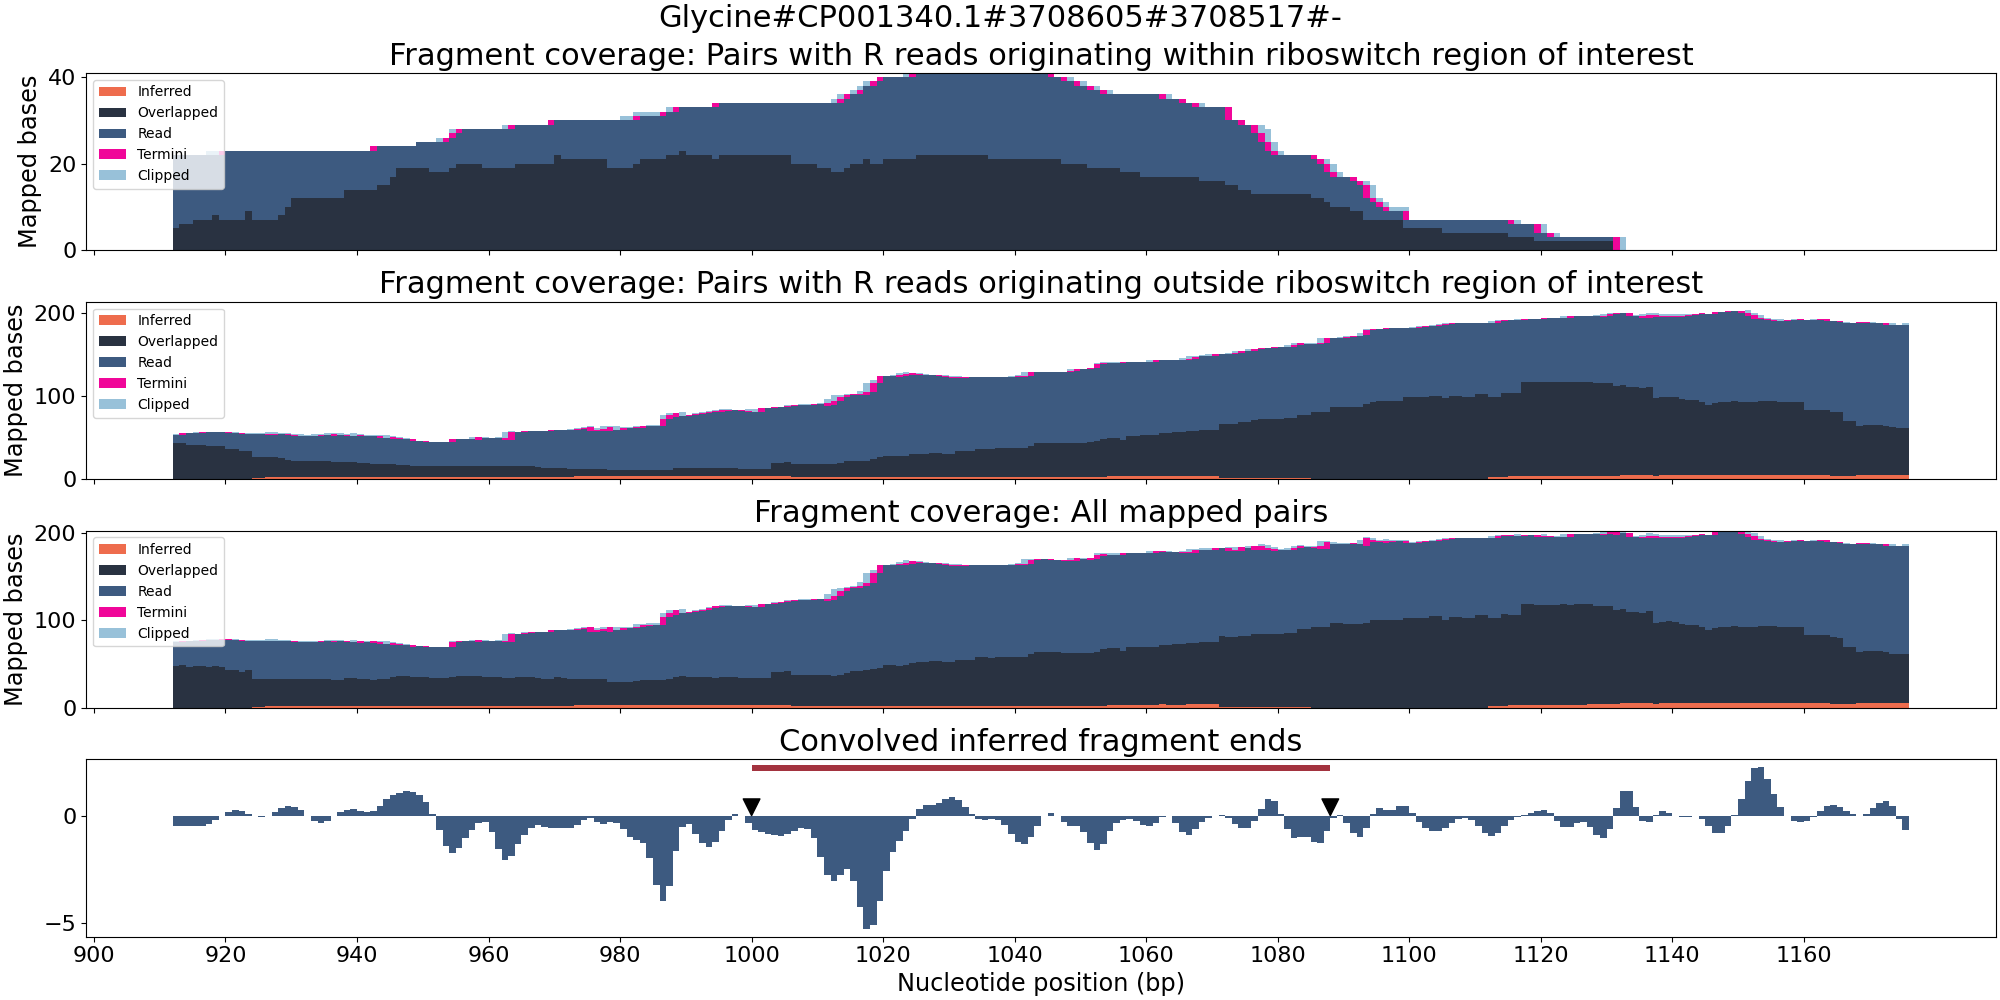 Glycine#CP001340.1#3708605#3708517#-
Fragment coverage: Pairs with R reads originating within riboswitch region of interest
Mapped bases
40
20
0
Inferred
Overlapped
Read
Termini
Clipped
Fragment coverage: Pairs with R reads originating outside riboswitch region of interest
Mapped bases
200
100
0
Inferred
Overlapped
Read
Termini
Clipped
Fragment coverage: All mapped pairs
Mapped bases
200
100
0
Inferred
Overlapped
Read
Termini
Clipped
Convolved inferred fragment ends
0
−5
900 920 940 960 980 1000 1020 1040 1060 1080 1100 1120 1140 1160
Nucleotide position (bp)